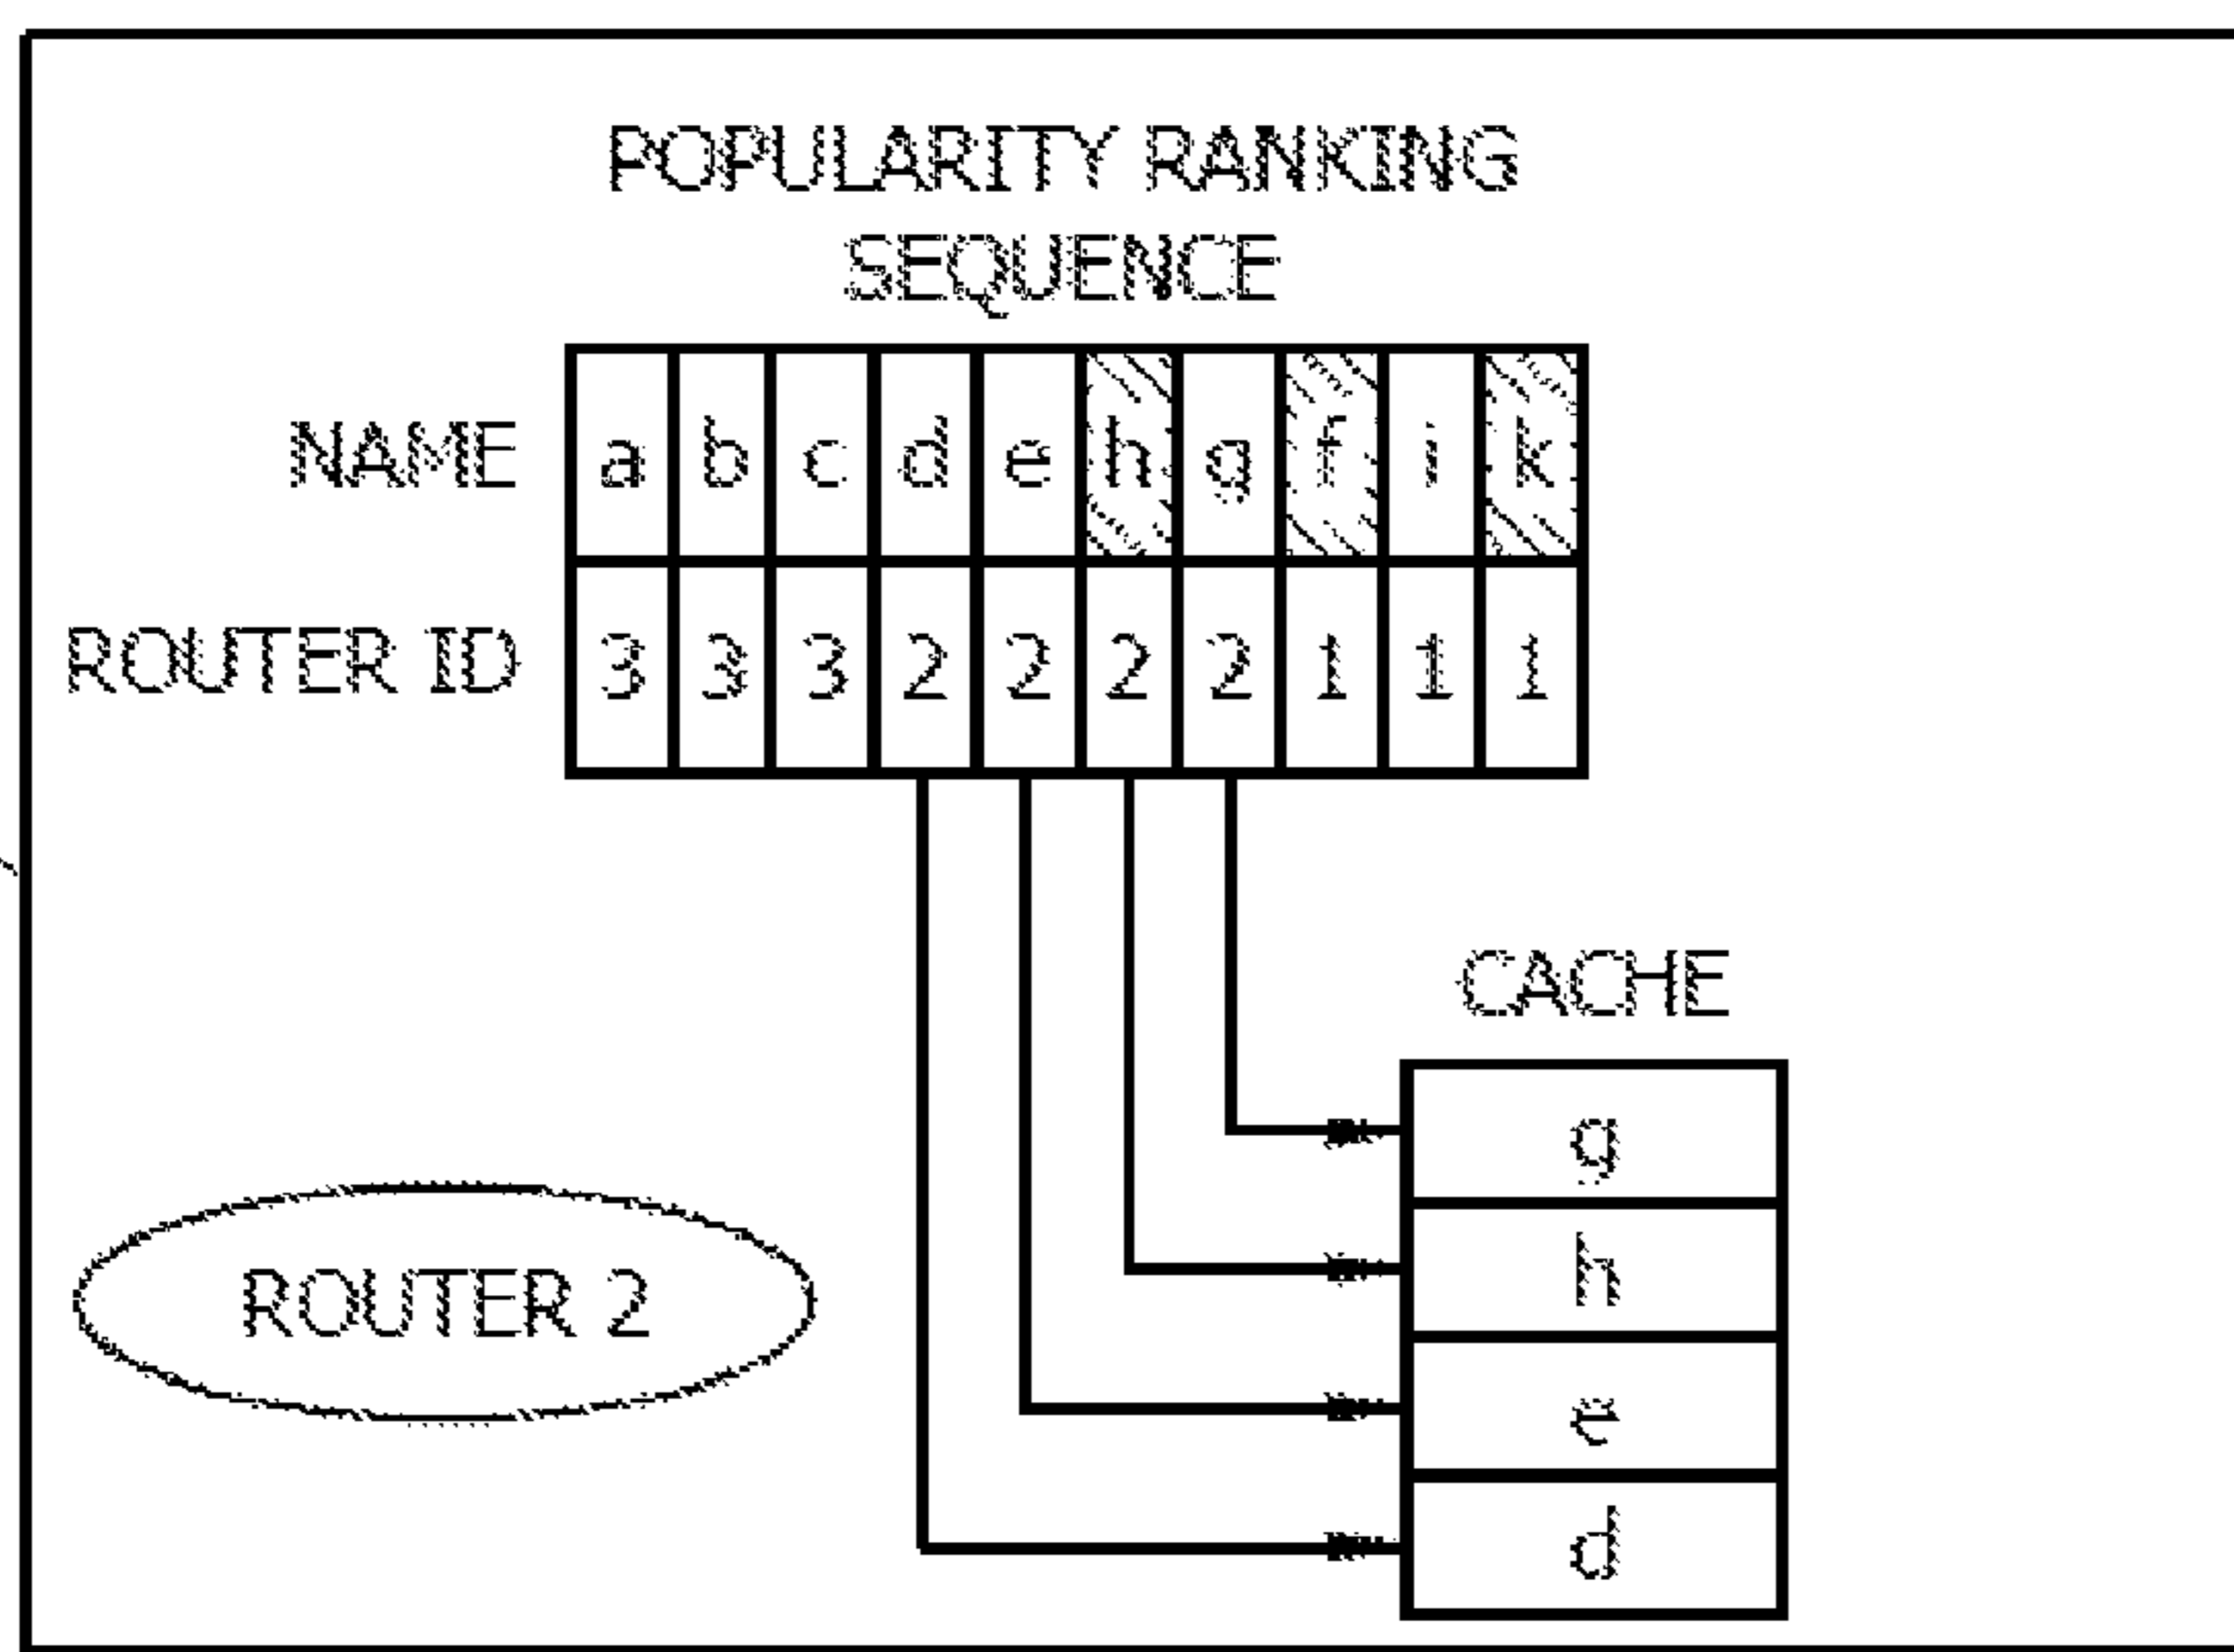 POPULARITY RANKING
SEQUENCE
NAME a b c d e h g f i k
ROUTER ID 3 3 3 2 2 2 2 1 1 1
CACHE
g
h
e
d
ROUTER 2